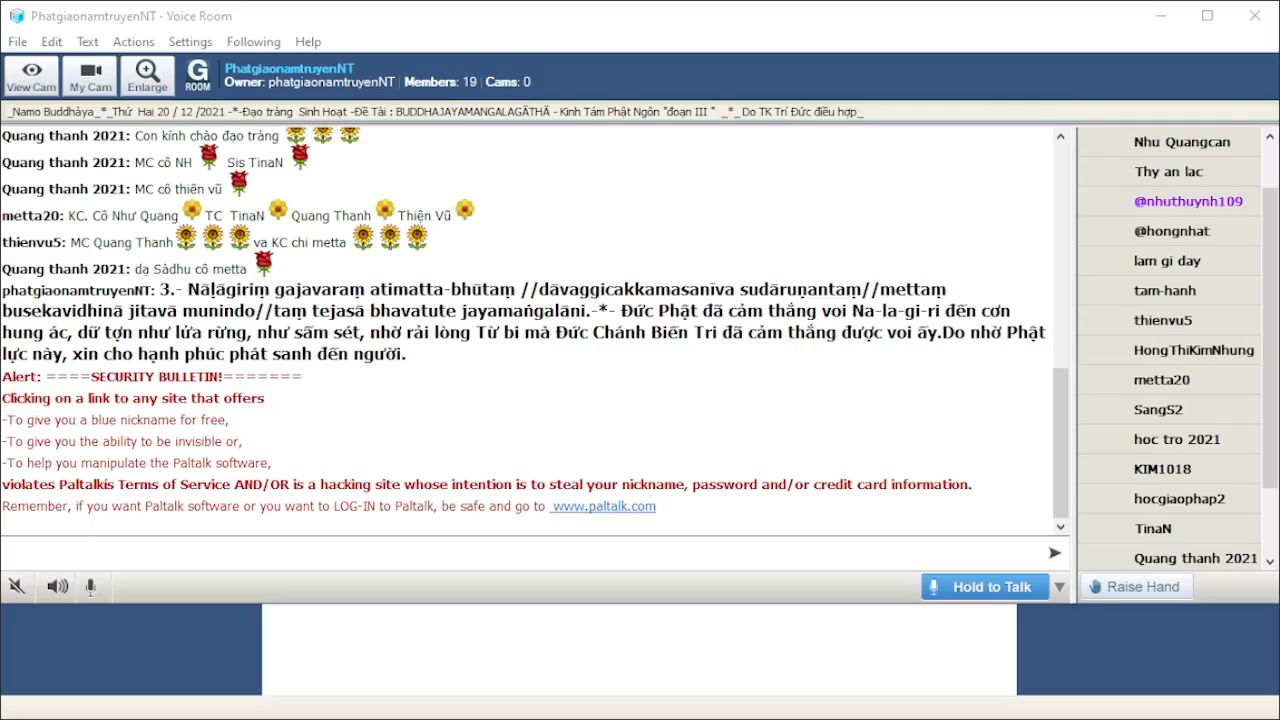 PhatgiaonamtruyenNT - Voice Room
File Edit Text Actions Settings Following Help
View Cam My Cam Enlarge G ROOM
PhatgiaonamtruyenNT
Owner: phatgiaonamtruyenNT Members: 19 Cams: 0
_Namo Buddhàya_*_Thứ Hai 20 / 12 /2021 -*-Đạo tràng Sinh Hoạt -Đề Tài : BUDDHAJAYAMANGALAGĀTHĀ - Kinh Tám Phật Ngôn "đoạn III " _*_ Do TK Trí Đức điều hợp_
Quang thanh 2021: Con kính chào đạo tràng
Quang thanh 2021: MC cô NH Sis TinaN
Quang thanh 2021: MC cô thiên vũ
metta20: KC. Cô Như Quang TC TinaN Quang Thanh Thiện Vũ
thienvu5: MC Quang Thanh va KC chi metta
Quang thanh 2021: dạ Sàdhu cô metta
phatgiaonamtruyenNT: 3.- Nāḷāgiriṃ gajavaraṃ atimatta-bhūtaṃ //dāvaggicakkamasanīva sudāruṇantaṃ//mettaṃ
busekavidhinā jitavā munindo//taṃ tejasā bhavatute jayamaṅgalāni.-*- Đức Phật đã cảm thắng voi Na-la-gi-ri đến cơn
hung ác, dữ tợn như lửa rừng, như sấm sét, nhờ rải lòng Từ bi mà Đức Chánh Biến Tri đã cảm thắng được voi ấy.Do nhờ Phật
lực này, xin cho hạnh phúc phát sanh đến người.
Alert: ====SECURITY BULLETIN!=======
Clicking on a link to any site that offers
-To give you a blue nickname for free,
-To give you the ability to be invisible or,
-To help you manipulate the Paltalk software,
violates Paltalkís Terms of Service AND/OR is a hacking site whose intention is to steal your nickname, password and/or credit card information.
Remember, if you want Paltalk software or you want to LOG-IN to Paltalk, be safe and go to www.paltalk.com
Hold to Talk
Nhu Quangcan
Thy an lac
@nhuthuynh109
@hongnhat
lam gi day
tam-hanh
thienvu5
HongThiKimNhung
metta20
SangS2
hoc tro 2021
KIM1018
hocgiaophap2
TinaN
Quang thanh 2021
Raise Hand